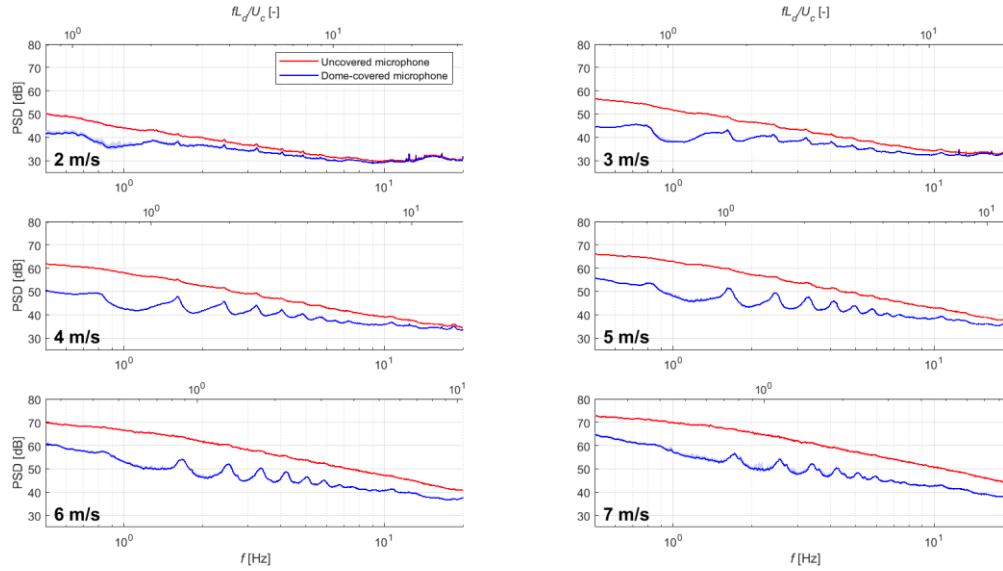 fL_d/U_c [-] fL_d/U_c [-]
10^0 10^1 10^0 10^1
80 80
70 Uncovered microphone 70
60 Dome-covered microphone 60
PSD [dB] 50 50
40 40
30 30
2 m/s 3 m/s
10^0 10^1 10^0 10^1
10^0 10^1 10^0 10^1
80 80
70 70
60 60
PSD [dB] 50 50
40 40
30 30
4 m/s 5 m/s
10^0 10^1 10^0 10^1
10^0 10^1 10^0
80 80
70 70
60 60
PSD [dB] 50 50
40 40
30 30
6 m/s 7 m/s
10^0 10^1 10^0 10^1
f [Hz] f [Hz]